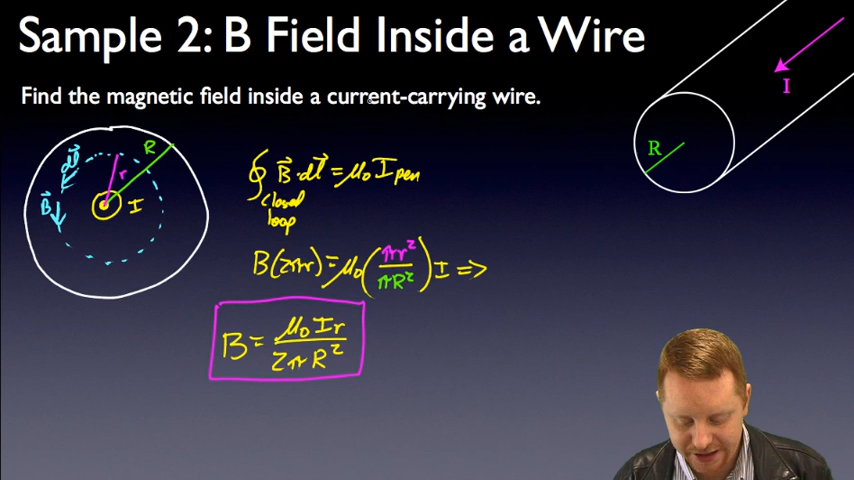 Sample 2: B Field Inside a Wire
Find the magnetic field inside a current-carrying wire.
I
R
R
r
dl
B
I
∮ B⃗·dl⃗ = μ₀ I pen
closed
loop
B(2πr) = μ₀ (πr²/πR²) I ⇒
B = μ₀Ir/2πR²